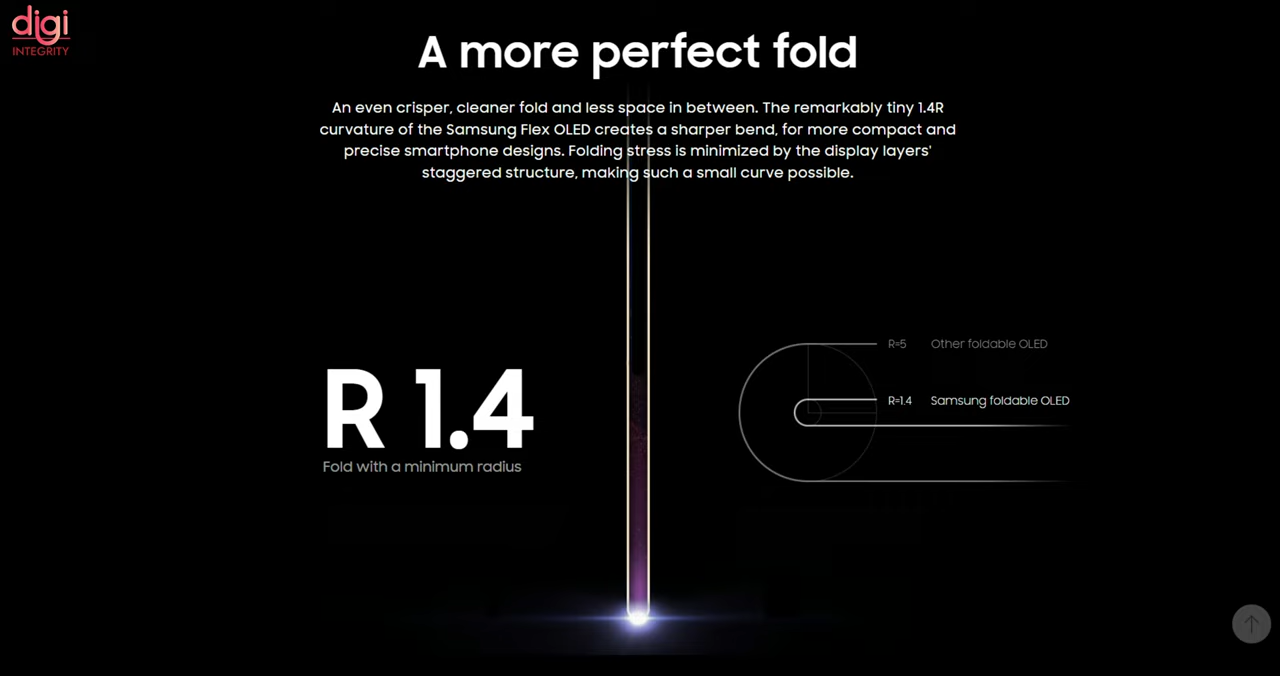 digi
INTEGRITY
A more perfect fold
An even crisper, cleaner fold and less space in between. The remarkably tiny 1.4R
curvature of the Samsung Flex OLED creates a sharper bend, for more compact and
precise smartphone designs. Folding stress is minimized by the display layers'
staggered structure, making such a small curve possible.
R=5 Other foldable OLED
R 1.4
R=1.4 Samsung foldable OLED
Fold with a minimum radius